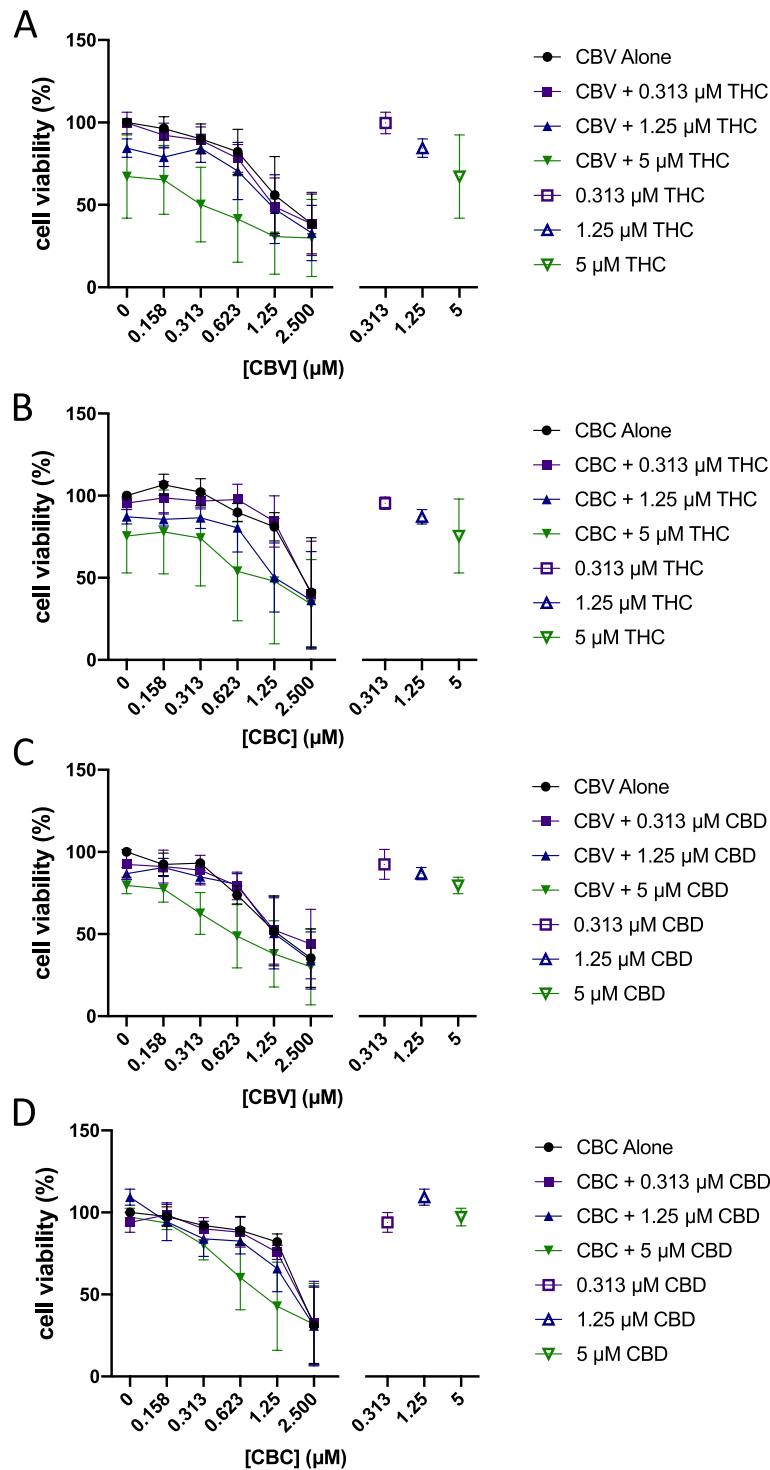 A
150
100
50
0
cell viability (%)
0
0.158
0.313
0.623
1.25
2.500
[CBV] (µM)
0.313
1.25
5
CBV Alone
CBV + 0.313 µM THC
CBV + 1.25 µM THC
CBV + 5 µM THC
0.313 µM THC
1.25 µM THC
5 µM THC
B
150
100
50
0
cell viability (%)
0
0.158
0.313
0.623
1.25
2.500
[CBC] (µM)
0.313
1.25
5
CBC Alone
CBC + 0.313 µM THC
CBC + 1.25 µM THC
CBC + 5 µM THC
0.313 µM THC
1.25 µM THC
5 µM THC
C
150
100
50
0
cell viability (%)
0
0.158
0.313
0.623
1.25
2.500
[CBV] (µM)
0.313
1.25
5
CBV Alone
CBV + 0.313 µM CBD
CBV + 1.25 µM CBD
CBV + 5 µM CBD
0.313 µM CBD
1.25 µM CBD
5 µM CBD
D
150
100
50
0
cell viability (%)
0
0.158
0.313
0.623
1.25
2.500
[CBC] (µM)
0.313
1.25
5
CBC Alone
CBC + 0.313 µM CBD
CBC + 1.25 µM CBD
CBC + 5 µM CBD
0.313 µM CBD
1.25 µM CBD
5 µM CBD